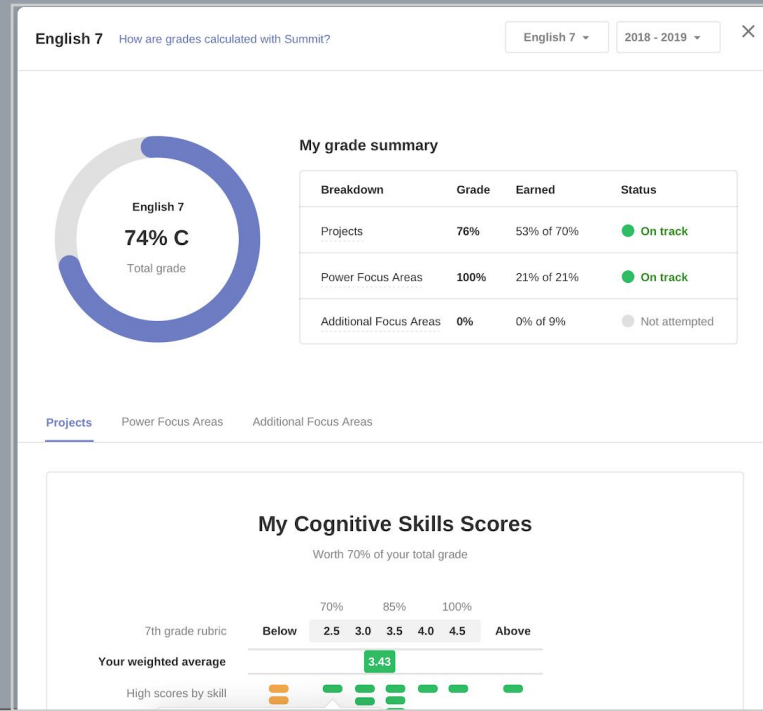 English 7 How are grades calculated with Summit? English 7 2018 - 2019
My grade summary
English 7
74% C
Total grade
Breakdown Grade Earned Status
Projects 76% 53% of 70% On track
Power Focus Areas 100% 21% of 21% On track
Additional Focus Areas 0% 0% of 9% Not attempted
Projects Power Focus Areas Additional Focus Areas
My Cognitive Skills Scores
Worth 70% of your total grade
70% 85% 100%
7th grade rubric Below 2.5 3.0 3.5 4.0 4.5 Above
Your weighted average 3.43
High scores by skill